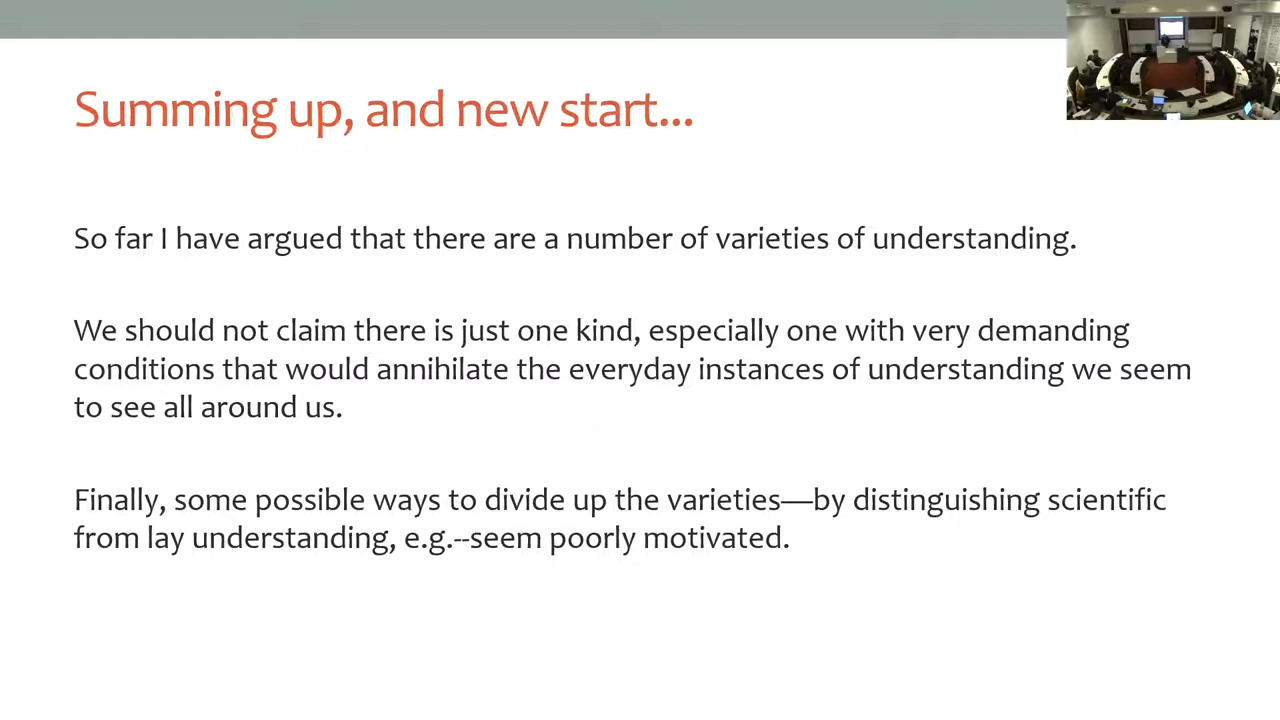 Summing up, and new start...
So far I have argued that there are a number of varieties of understanding.
We should not claim there is just one kind, especially one with very demanding
conditions that would annihilate the everyday instances of understanding we seem
to see all around us.
Finally, some possible ways to divide up the varieties—by distinguishing scientific
from lay understanding, e.g.--seem poorly motivated.